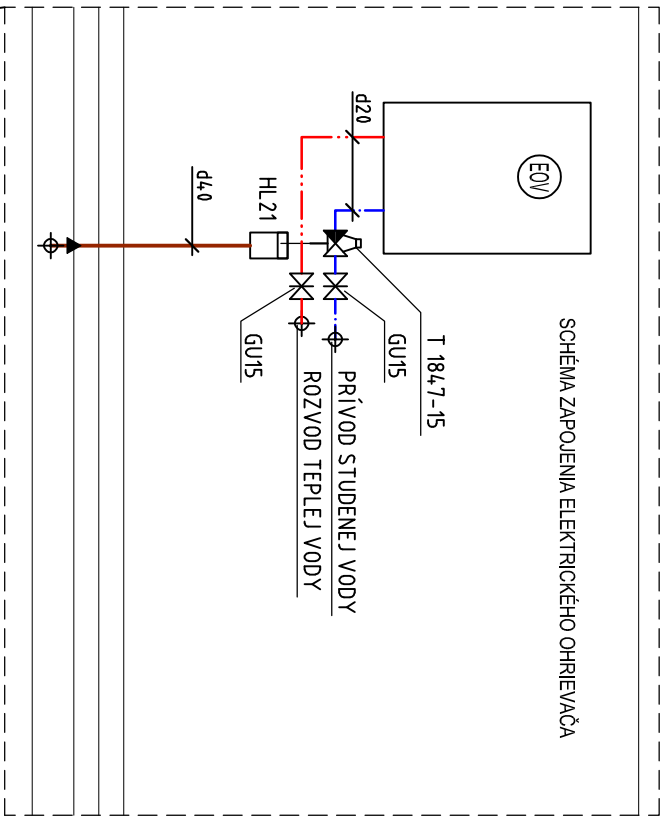 SCHÉMA ZAPOJENIA ELEKTRICKÉHO OHRIEVAČA
EOV
d20
T 1847-15
GU15
PRÍVOD STUDENEJ VODY
ROZVOD TEPLEJ VODY
HL21
GU15
d40